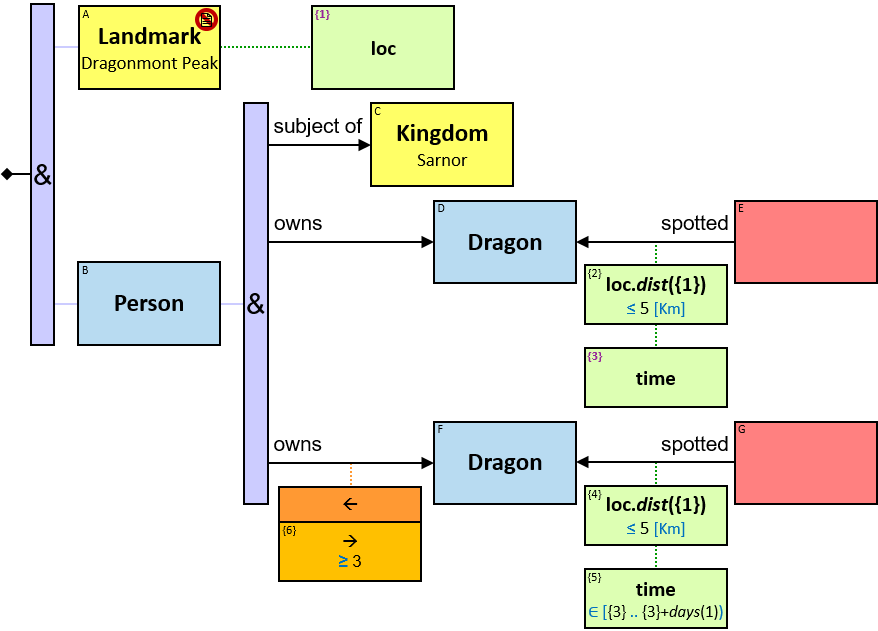 A
Landmark
Dragonmont Peak
{1}
loc
&
B
Person
&
subject of
C
Kingdom
Sarnor
owns
D
Dragon
spotted
E
{2}
loc.dist({1})
≤ 5 [Km]
{3}
time
owns
F
Dragon
spotted
G
←
{6}
→
≥ 3
{4}
loc.dist({1})
≤ 5 [Km]
{5}
time
∈ [{3} .. {3}+days(1))